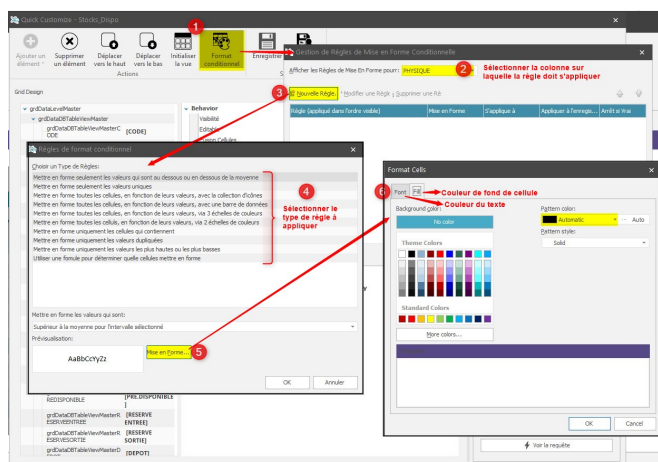 Quick Customize - Stocks_Dispo
1
Ajouter un élément
Supprimer un élément
Déplacer vers le haut
Déplacer vers le bas
Initialiser la vue
Format conditionnel
Enregistrer
Actions
Grid Design
grdDataLevelMaster
grdDataDBTableViewMaster
grdDataDBTableViewMasterC
ODE
[CODE]
Behavior
Visibilité
Editable
Gestion de Règles de Mise en Forme Conditionnelle
Afficher les Règles de Mise En Forme pour: PHYSIQUE
2
Sélectionner la colonne sur
laquelle la règle doit s'appliquer
3
Nouvelle Règle.
Modifier une Règle
Supprimer une Rè
Règle (appliqué dans l'ordre visible)
Mise en Forme
S'applique à
Appliquer à l'enregis...
Arrêt si Vrai
Règles de format conditionnel
Choisir un Type de Règles:
Mettre en forme seulement les valeurs qui sont au dessous ou en dessous de la moyenne
Mettre en forme seulement les valeurs uniques
Mettre en forme toutes les cellules, en fonction de leurs valeurs, avec la collection d'icônes
Mettre en forme toutes les cellules, en fonction de leurs valeurs, avec une barre de données
Mettre en forme toutes les cellules, en fonction de leurs valeurs, via 3 échelles de couleurs
Mettre en forme toutes les celluls, en fonction de leurs valeurs, via 2 échelles de couleurs
Mettre en forme uniquement les cellules qui contiennent
Mettre en forme uniquement les valeurs dupliquées
Mettre en forme uniquement les valeurs les plus hautes ou les plus basses
Utiliser une fomule pour déterminer quelle cellules mettre en forme
4
Sélectionner le
type de règle à
appliquer
Mettre en forme les valeurs qui sont:
Supérieur à la moyenne pour l'intervalle sélectionné
Prévisualisation:
AaBbCcYyZz
Mise en Forme...
5
OK
Annuler
Format Cells
6
Font
Fill
Couleur de fond de cellule
Couleur du texte
Background color:
No color
Theme Colors
Standard Colors
More colors...
Pattern color:
Automatic
Auto
Pattern style:
Solid
OK
Cancel
REDISPONIBLE
[PRE.DISPONIBLE
]
grdDataDBTableViewMasterR
ESERVEENTREE
[RESERVE
ENTREE]
grdDataDBTableViewMasterR
ESERVESORTIE
[RESERVE
SORTIE]
grdDataDBTableViewMasterD
[DEPOT]
Voir la requête